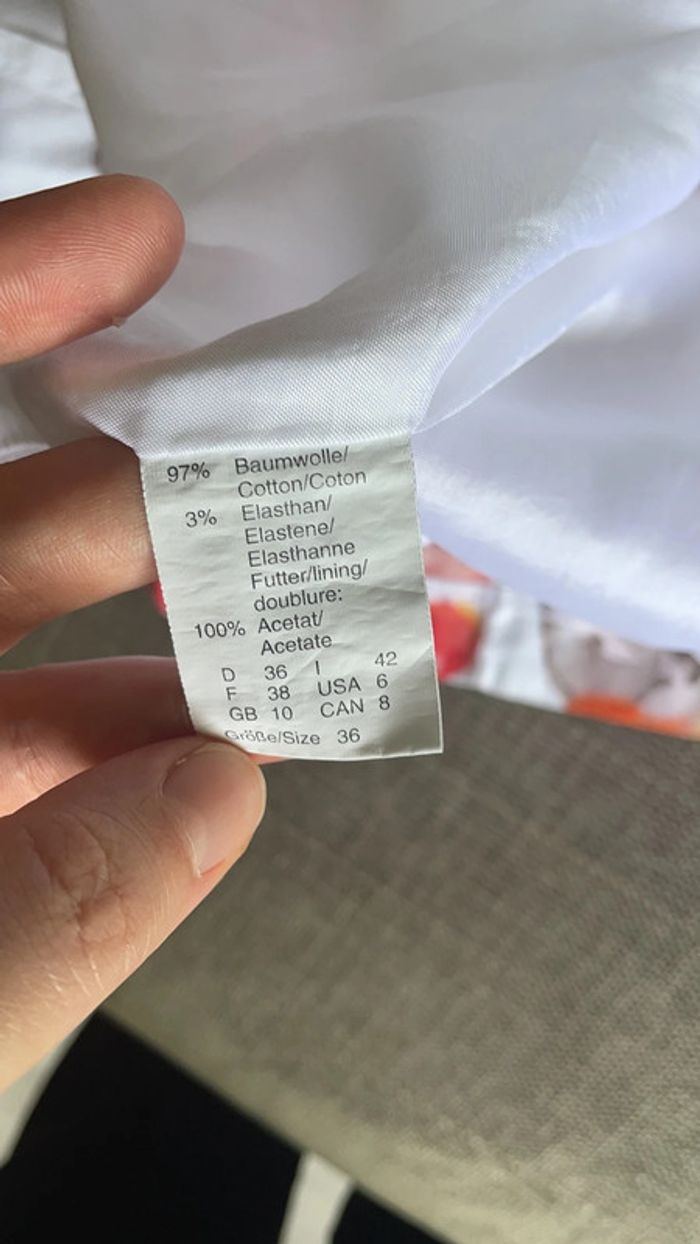 97% Baumwolle/
Cotton/Coton
3% Elasthan/
Elastene/
Elasthanne
Futter/lining/
doublure:
100% Acetat/
Acetate
D 36 I 42
F 38 USA 6
GB 10 CAN 8
Größe/Size 36